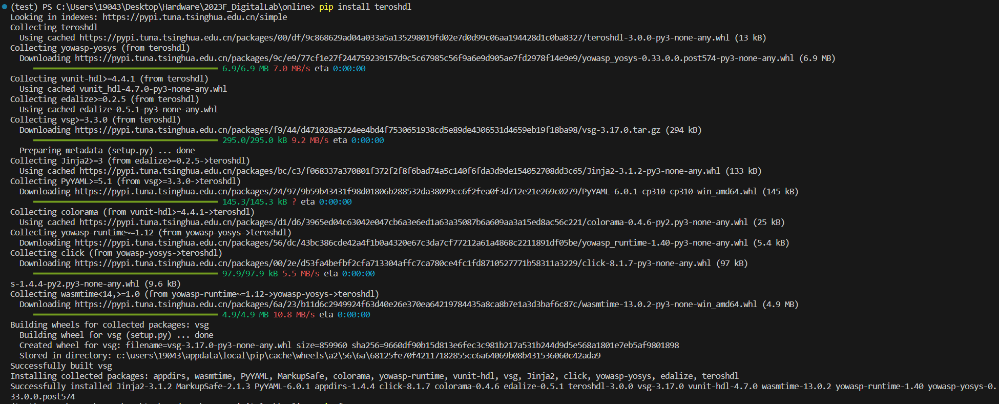 (test) PS C:\Users\19043\Desktop\Hardware\2023F_DigitalLab\online> pip install teroshdl
Looking in indexes: https://pypi.tuna.tsinghua.edu.cn/simple
Collecting teroshdl
Using cached https://pypi.tuna.tsinghua.edu.cn/packages/00/df/9c868629ad04a033a5a135298019fd02e7d0d99c06aa194428d1c0ba8327/teroshdl-3.0.0-py3-none-any.whl (13 kB)
Collecting yowasp-yosys (from teroshdl)
Downloading https://pypi.tuna.tsinghua.edu.cn/packages/9c/e9/77cf1e27f244759239157d9c5c67985c56f9a6e9d905ae7fd2978f14e9e9/yowasp_yosys-0.33.0.0.post574-py3-none-any.whl (6.9 MB)
6.9/6.9 MB 7.0 MB/s eta 0:00:00
Collecting vunit-hdl>=4.4.1 (from teroshdl)
Using cached vunit_hdl-4.7.0-py3-none-any.whl
Collecting edalize>=0.2.5 (from teroshdl)
Using cached edalize-0.5.1-py3-none-any.whl
Collecting vsg>=3.3.0 (from teroshdl)
Downloading https://pypi.tuna.tsinghua.edu.cn/packages/f9/44/d471028a5724ee4bd4f7530651938cd5e89de4306531d4659eb19f18ba98/vsg-3.17.0.tar.gz (294 kB)
295.0/295.0 kB 9.2 MB/s eta 0:00:00
Preparing metadata (setup.py) ... done
Collecting Jinja2>=3 (from edalize>=0.2.5->teroshdl)
Using cached https://pypi.tuna.tsinghua.edu.cn/packages/bc/c3/f068337a370801f372f2f8f6bad74a5c140f6fda3d9de154052708dd3c65/Jinja2-3.1.2-py3-none-any.whl (133 kB)
Collecting PyYAML>=5.1 (from vsg>=3.3.0->teroshdl)
Downloading https://pypi.tuna.tsinghua.edu.cn/packages/24/97/9b59b43431f98d01806b288532da38099cc6f2fea0f3d712e21e269c0279/PyYAML-6.0.1-cp310-cp310-win_amd64.whl (145 kB)
145.3/145.3 kB ? eta 0:00:00
Collecting colorama (from vunit-hdl>=4.4.1->teroshdl)
Using cached https://pypi.tuna.tsinghua.edu.cn/packages/d1/d6/3965ed04c63042e047cb6a3e6ed1a63a35087b6a609aa3a15ed8ac56c221/colorama-0.4.6-py2.py3-none-any.whl (25 kB)
Collecting yowasp-runtime~=1.12 (from yowasp-yosys->teroshdl)
Downloading https://pypi.tuna.tsinghua.edu.cn/packages/56/dc/43bc386cde42a4f1b0a4320e67c3da7cf77212a61a4868c2211891df05be/yowasp_runtime-1.40-py3-none-any.whl (5.4 kB)
Collecting click (from yowasp-yosys->teroshdl)
Downloading https://pypi.tuna.tsinghua.edu.cn/packages/00/2e/d53fa4befbf2cfa713304affc7ca780ce4fc1fd8710527771b58311a3229/click-8.1.7-py3-none-any.whl (97 kB)
97.9/97.9 kB 5.5 MB/s eta 0:00:00
s-1.4.4-py2.py3-none-any.whl (9.6 kB)
Collecting wasmtime<14,>=1.0 (from yowasp-runtime~=1.12->yowasp-yosys->teroshdl)
Downloading https://pypi.tuna.tsinghua.edu.cn/packages/6a/23/b11d6c2949924f63d40e26e370ea64219784435a8ca8b7e1a3d3baf6c87c/wasmtime-13.0.2-py3-none-win_amd64.whl (4.9 MB)
4.9/4.9 MB 10.8 MB/s eta 0:00:00
Building wheels for collected packages: vsg
Building wheel for vsg (setup.py) ... done
Created wheel for vsg: filename=vsg-3.17.0-py3-none-any.whl size=859960 sha256=9660df90b15d813e6fec3c981b217a531b244d9d5e568a1801e7eb5af9801898
Stored in directory: c:\users\19043\appdata\local\pip\cache\wheels\a2\56\6a\68125fe70f42117182855cc6a64069b08b431536060c42ada9
Successfully built vsg
Installing collected packages: appdirs, wasmtime, PyYAML, MarkupSafe, colorama, yowasp-runtime, vunit-hdl, vsg, Jinja2, click, yowasp-yosys, edalize, teroshdl
Successfully installed Jinja2-3.1.2 MarkupSafe-2.1.3 PyYAML-6.0.1 appdirs-1.4.4 click-8.1.7 colorama-0.4.6 edalize-0.5.1 teroshdl-3.0.0 vsg-3.17.0 vunit-hdl-4.7.0 wasmtime-13.0.2 yowasp-runtime-1.40 yowasp-yosys-0.
33.0.0.post574